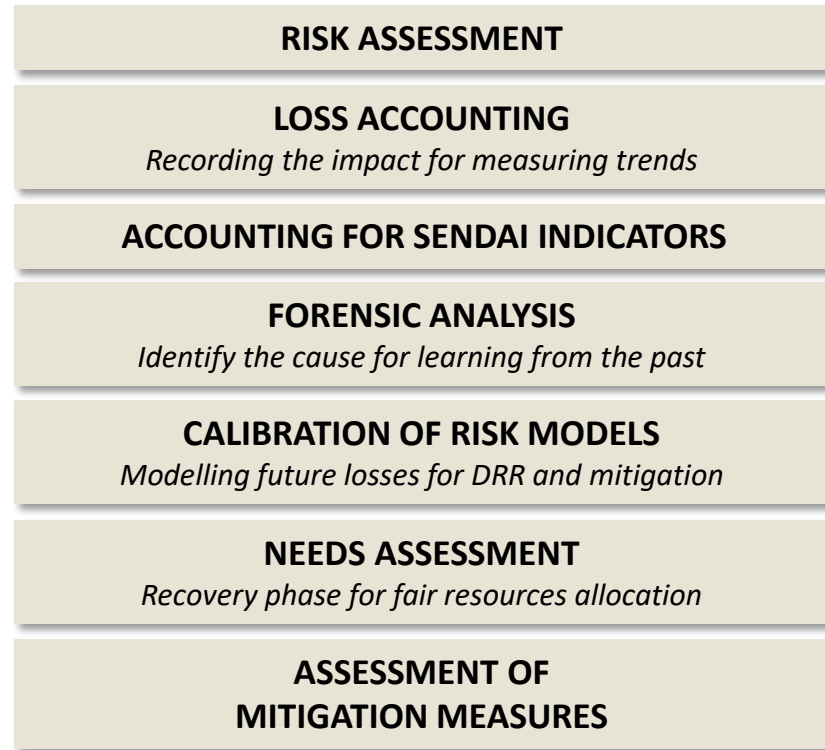 RISK ASSESSMENT
LOSS ACCOUNTING
Recording the impact for measuring trends
ACCOUNTING FOR SENDAI INDICATORS
FORENSIC ANALYSIS
Identify the cause for learning from the past
CALIBRATION OF RISK MODELS
Modelling future losses for DRR and mitigation
NEEDS ASSESSMENT
Recovery phase for fair resources allocation
ASSESSMENT OF
MITIGATION MEASURES